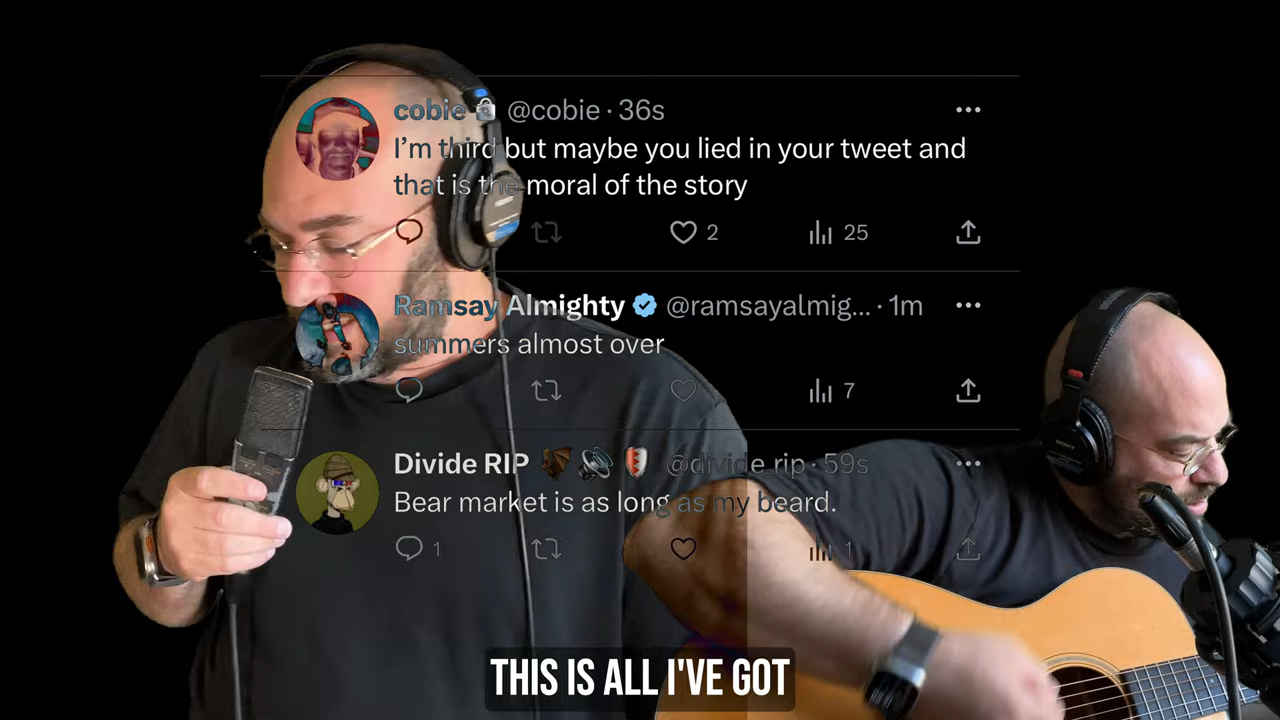 cobie @cobie · 36s
I'm third but maybe you lied in your tweet and
that is the moral of the story
2 25
Ramsay Almighty @ramsayalmig... · 1m
summers almost over
7
Divide RIP @divide rip · 59s
Bear market is as long as my beard.
1 1
THIS IS ALL I'VE GOT
SONY